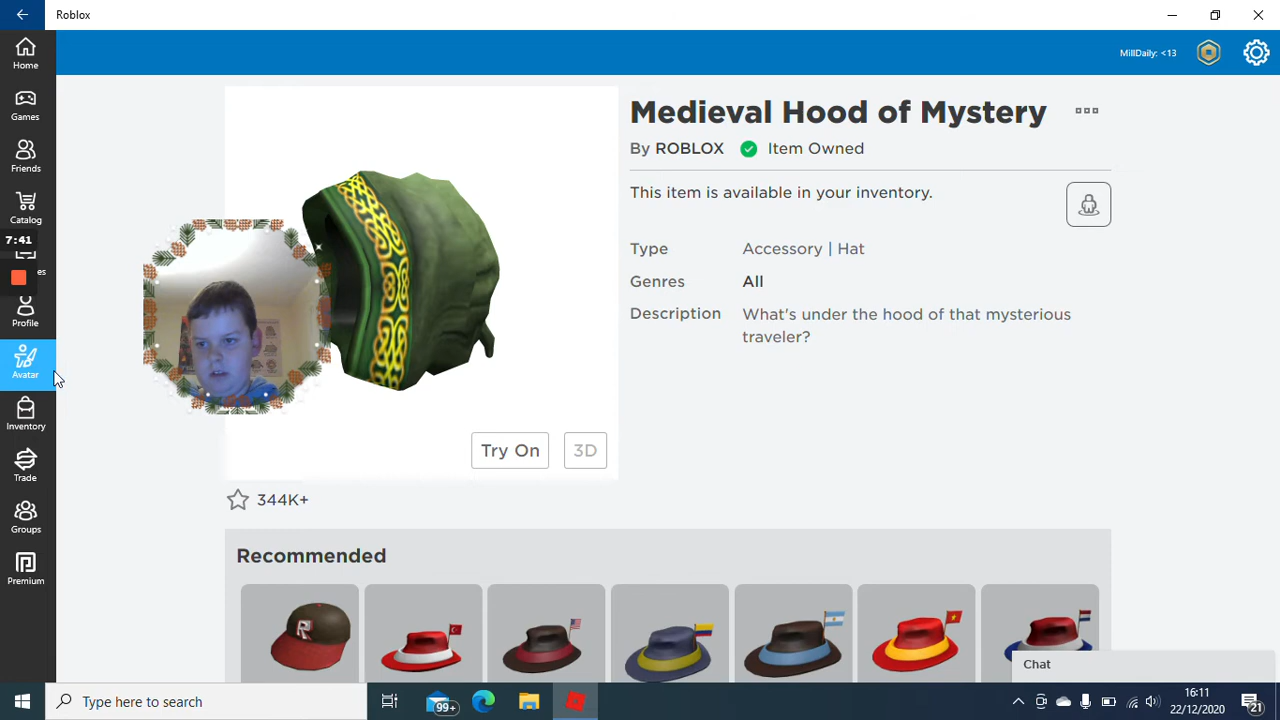 Roblox
MillDaily: <13
Home
Games
Friends
Catalog
7:41
es
Profile
Avatar
Inventory
Trade
Groups
Premium
Medieval Hood of Mystery
By ROBLOX Item Owned
This item is available in your inventory.
Type Accessory | Hat
Genres All
Description What's under the hood of that mysterious
traveler?
Try On 3D
344K+
Recommended
R
Chat
Type here to search
99+
16:11
22/12/2020
21